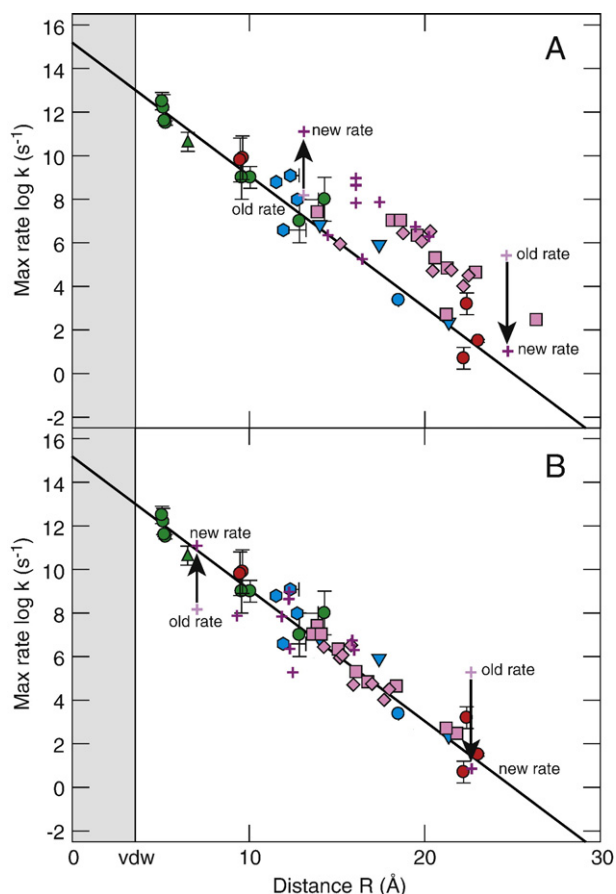 16
14
12
10
8
6
4
2
0
-2
Max rate log k (s⁻¹)
A
new rate
old rate
old rate
new rate
16
14
12
10
8
6
4
2
0
-2
Max rate log k (s⁻¹)
B
new rate
old rate
old rate
new rate
0 vdw 10 20 30
Distance R (Å)